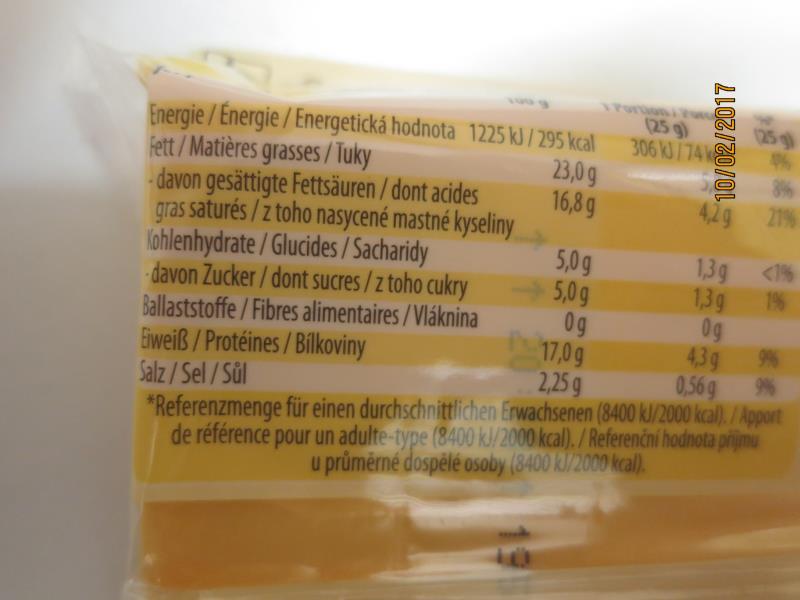 100 g 1 Portion /
(25 g) (25 g)
Energie / Énergie / Energetická hodnota 1225 kJ / 295 kcal 306 kJ / 74 4%
Fett / Matières grasses / Tuky 23,0 g 8%
- davon gesättigte Fettsäuren / dont acides 16,8 g 4,2 g 21%
gras saturés / z toho nasycené mastné kyseliny
Kohlenhydrate / Glucides / Sacharidy 5,0 g 1,3 g <1%
- davon Zucker / dont sucres / z toho cukry 5,0 g 1,3 g 1%
Ballaststoffe / Fibres alimentaires / Vláknina 0 g 0 g
Eiweiß / Protéines / Bílkoviny 17,0 g 4,3 g 9%
Salz / Sel / Sůl 2,25 g 0,56 g 9%
*Referenzmenge für einen durchschnittlichen Erwachsenen (8400 kJ/2000 kcal). / Apport
de référence pour un adulte-type (8400 kJ/2000 kcal). / Referenční hodnota příjmu
u průměrné dospělé osoby (8400 kJ/2000 kcal).
10/02/2017